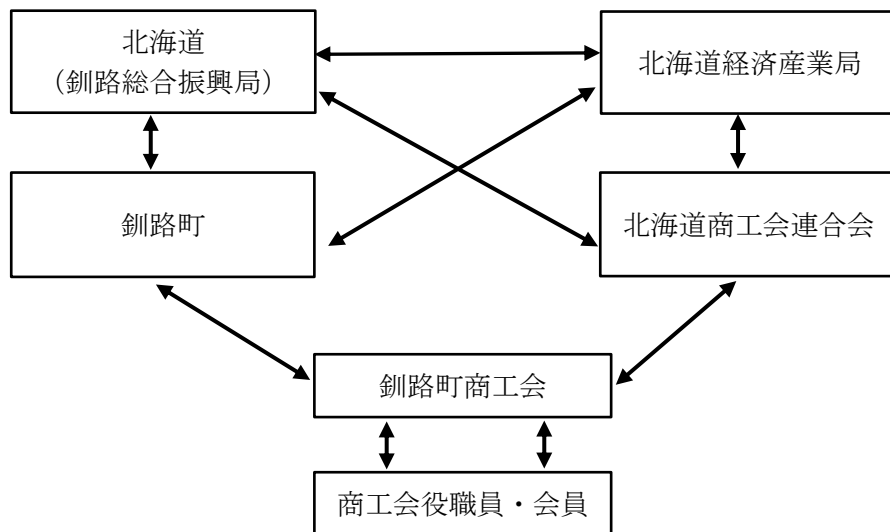 北海道
（釧路総合振興局）
北海道経済産業局
釧路町
北海道商工会連合会
釧路町商工会
商工会役職員・会員